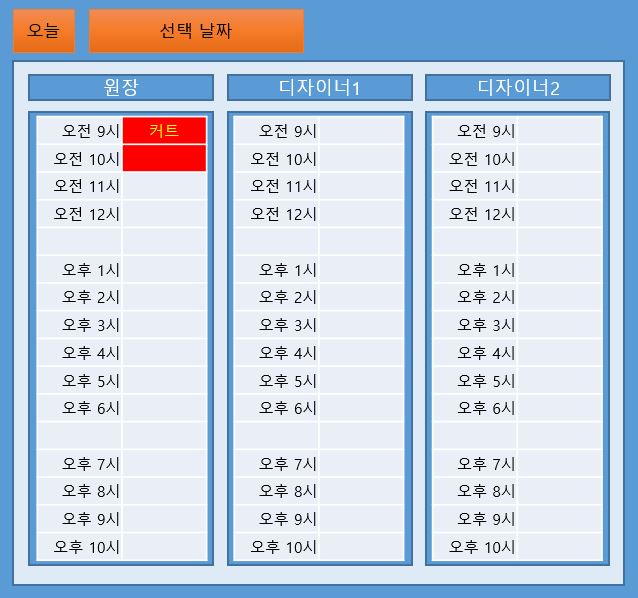 오늘 선택 날짜
원장 디자이너1 디자이너2
오전 9시 커트 오전 9시 오전 9시
오전 10시 오전 10시 오전 10시
오전 11시 오전 11시 오전 11시
오전 12시 오전 12시 오전 12시
오후 1시 오후 1시 오후 1시
오후 2시 오후 2시 오후 2시
오후 3시 오후 3시 오후 3시
오후 4시 오후 4시 오후 4시
오후 5시 오후 5시 오후 5시
오후 6시 오후 6시 오후 6시
오후 7시 오후 7시 오후 7시
오후 8시 오후 8시 오후 8시
오후 9시 오후 9시 오후 9시
오후 10시 오후 10시 오후 10시